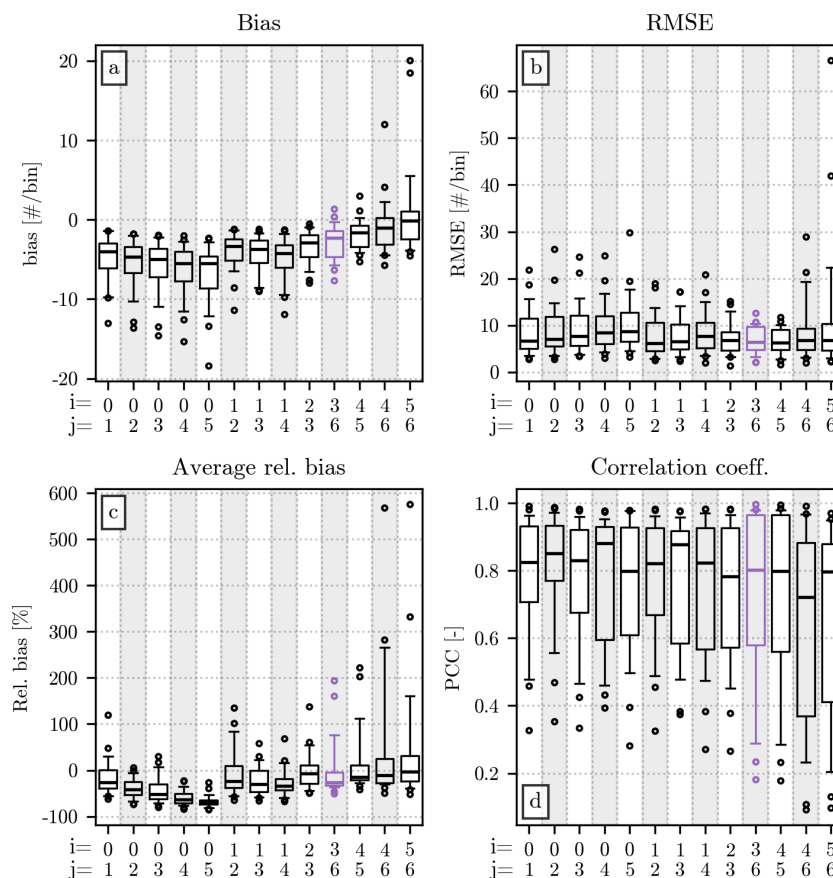 Bias
RMSE
a
b
20
10
0
-10
-20
bias [#/bin]
60
50
40
30
20
10
0
RMSE [#/bin]
i= 0 0 0 0 0 1 1 1 2 3 4 4 5
j= 1 2 3 4 5 2 3 4 3 6 5 6 6
i= 0 0 0 0 0 1 1 1 2 3 4 4 5
j= 1 2 3 4 5 2 3 4 3 6 5 6 6
Average rel. bias
Correlation coeff.
c
d
600
500
400
300
200
100
0
-100
Rel. bias [%]
1.0
0.8
0.6
0.4
0.2
PCC [-]
i= 0 0 0 0 0 1 1 1 2 3 4 4 5
j= 1 2 3 4 5 2 3 4 3 6 5 6 6
i= 0 0 0 0 0 1 1 1 2 3 4 4 5
j= 1 2 3 4 5 2 3 4 3 6 5 6 6